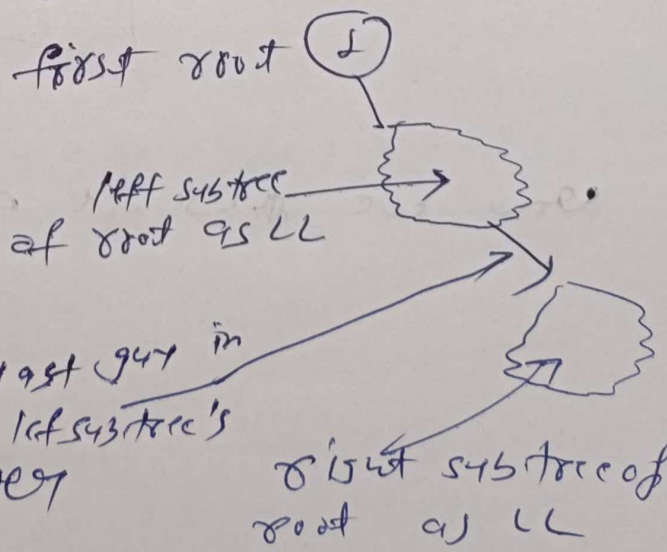 first root 1
left subtree
of root as LL
last guy in
left subtree's
right subtree of
root as LL